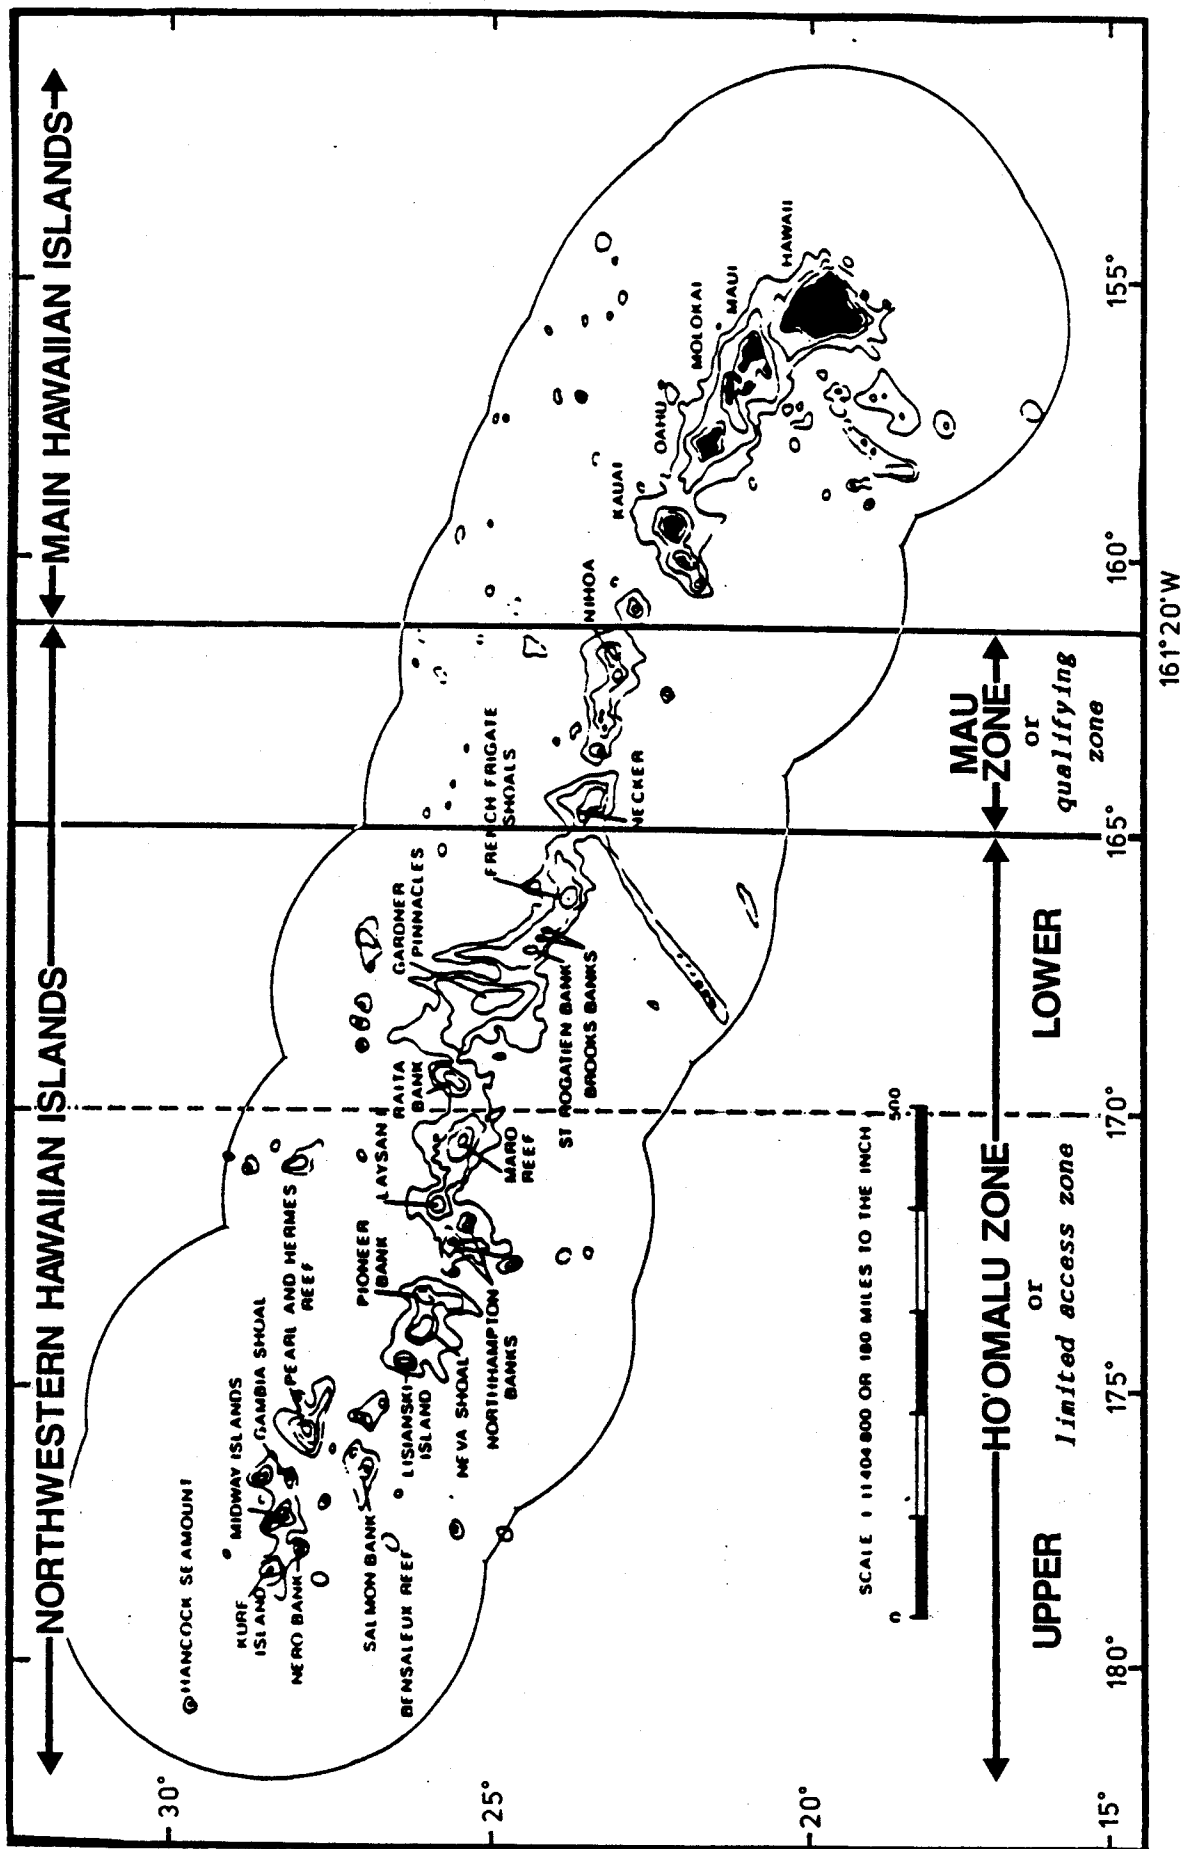 NORTHWESTERN HAWAIIAN ISLANDS
MAIN HAWAIIAN ISLANDS
HANCOCK SEAMOUNT
KURE
ISLAND
MIDWAY ISLANDS
GAMBIA SHOAL
NERO BANK
PEARL AND HERMES
REEF
SALMON BANK
BENSALEUX REEF
LISIANSKI
ISLAND
PIONEER
BANK
NEVA SHOAL
NORTHHAMPTON
BANKS
LAYSAN
MARO
REEF
RAITA
BANK
GARDNER
PINNACLES
ST ROGATIEN BANK
BROOKS BANKS
FRENCH FRIGATE
SHOALS
NECKER
NIHOA
KAUAI
OAHU
MOLOKAI
MAUI
HAWAII
30°
25°
20°
15°
SCALE 1 11404800 OR 180 MILES TO THE INCH
0
500
HO'OMALU ZONE
or
limited access zone
UPPER
LOWER
MAU
ZONE
or
qualifying
zone
180°
175°
170°
165°
161°20'W
160°
155°